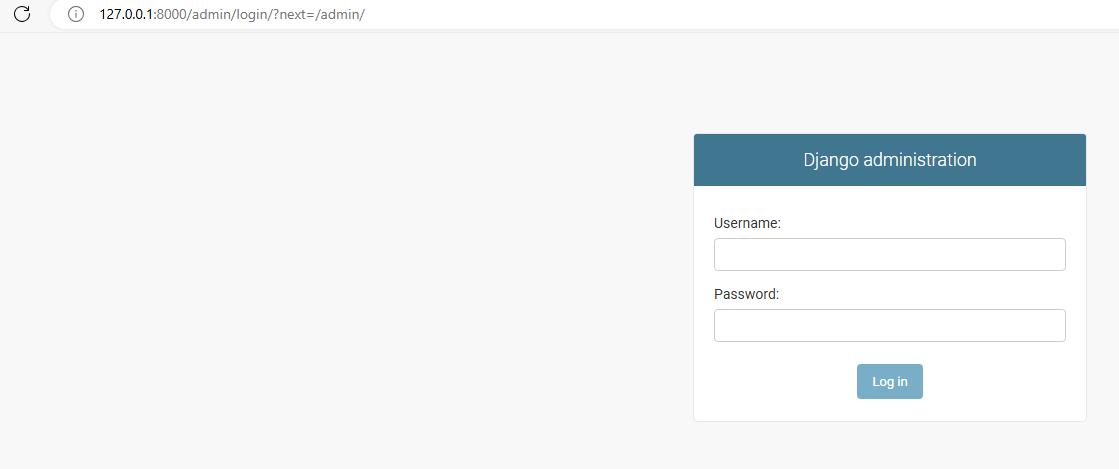 127.0.0.1:8000/admin/login/?next=/admin/
Django administration
Username:
Password:
Log in